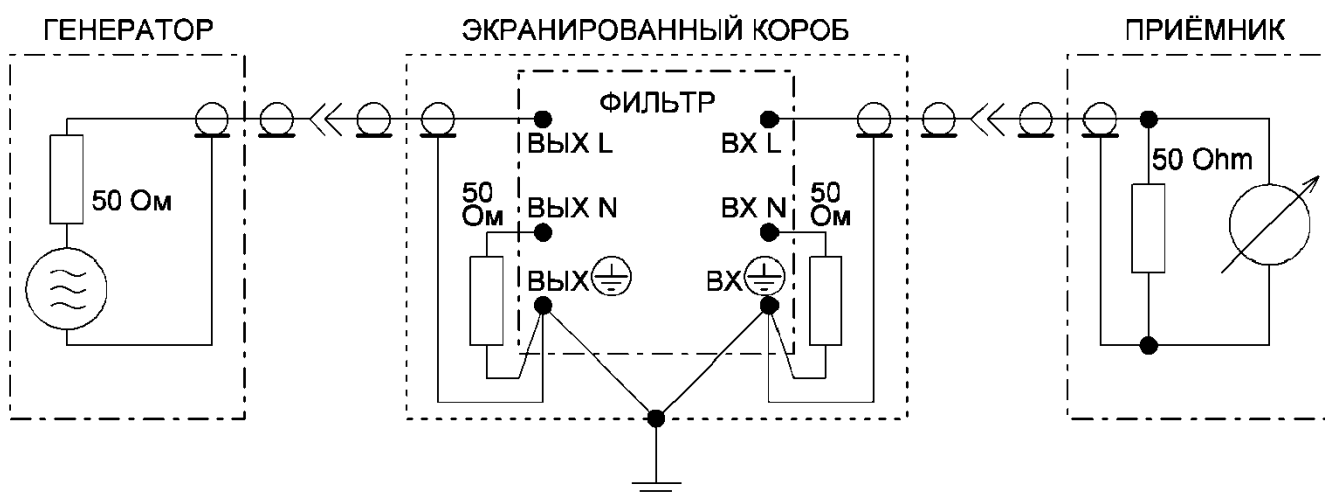 ГЕНЕРАТОР
ЭКРАНИРОВАННЫЙ КОРОБ
ПРИЁМНИК
ФИЛЬТР
ВЫХ L
ВХ L
50 Ohm
50 Ом
50
Ом
ВЫХ N
ВХ N
50
Ом
ВЫХ
ВХ